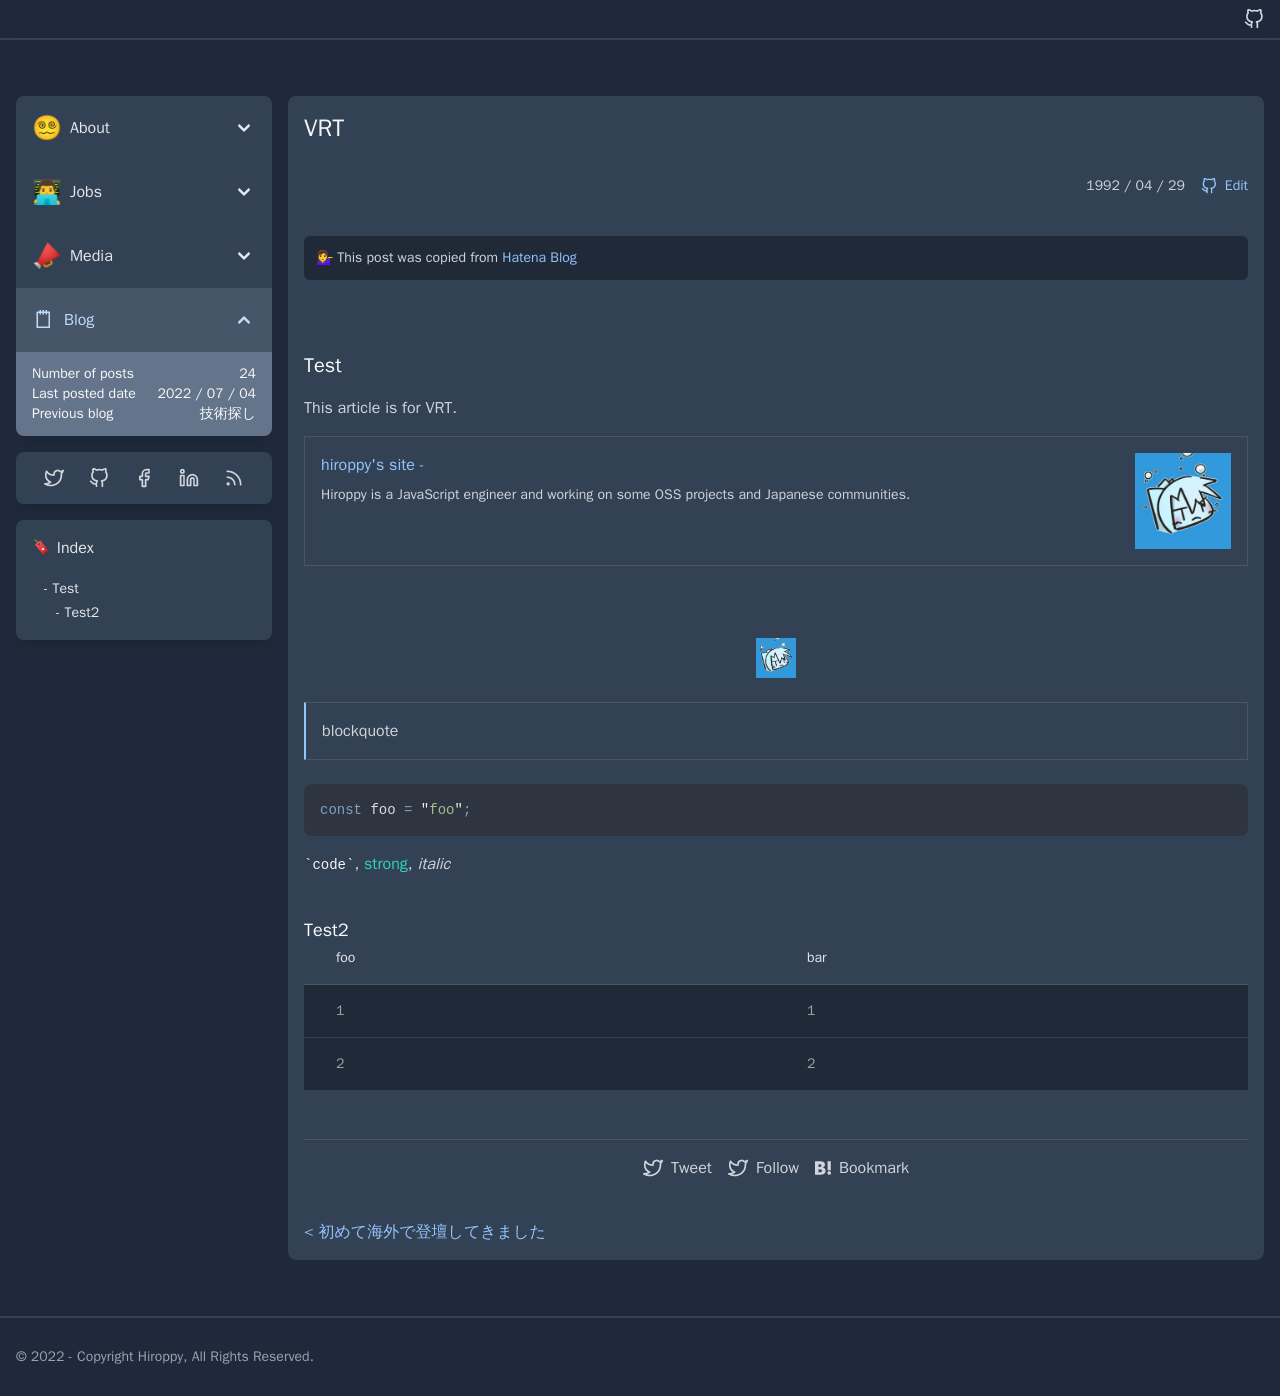 About
Jobs
Media
Blog
Number of posts 24
Last posted date 2022 / 07 / 04
Previous blog 技術探し
Index
- Test
- Test2
VRT
1992 / 04 / 29 Edit
This post was copied from Hatena Blog
Test
This article is for VRT.
hiroppy's site -
Hiroppy is a JavaScript engineer and working on some OSS projects and Japanese communities.
blockquote
const foo = "foo";
`code`, strong, italic
Test2
foo bar
1 1
2 2
Tweet Follow B! Bookmark
< 初めて海外で登壇してきました
© 2022 - Copyright Hiroppy, All Rights Reserved.